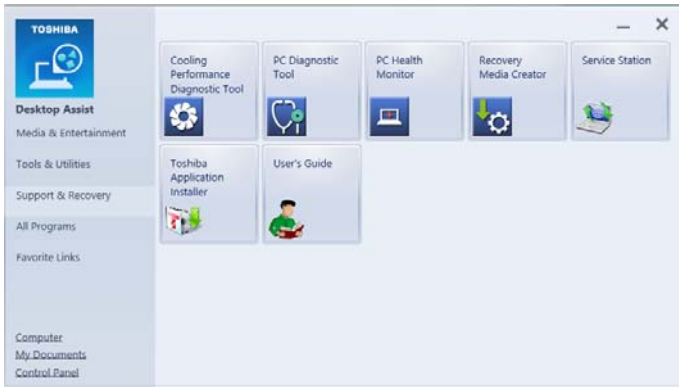 TOSHIBA
Desktop Assist
Media & Entertainment
Tools & Utilities
Support & Recovery
All Programs
Favorite Links
Computer
My Documents
Control Panel
Cooling
Performance
Diagnostic Tool
PC Diagnostic
Tool
PC Health
Monitor
Recovery
Media Creator
Service Station
Toshiba
Application
Installer
User's Guide